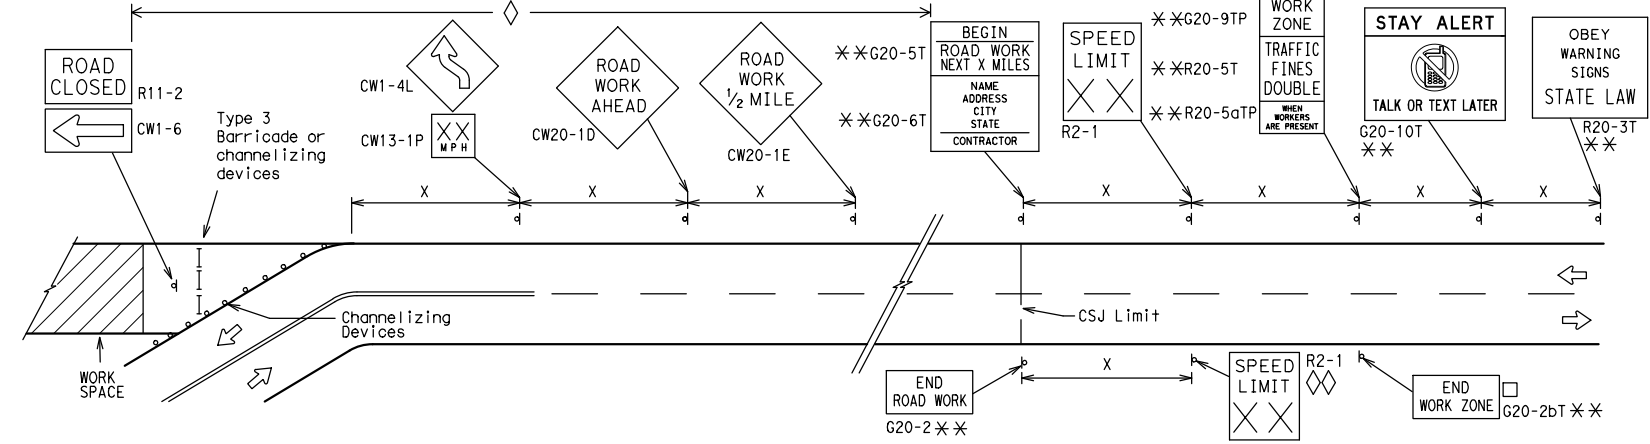 ROAD
CLOSED
R11-2
CW1-6
Type 3
Barricade or
channelizing
devices
CW1-4L
X X
MPH
CW13-1P
ROAD
WORK
AHEAD
CW20-1D
ROAD
WORK
1/2 MILE
CW20-1E
**G20-5T
BEGIN
ROAD WORK
NEXT X MILES
**G20-6T
NAME
ADDRESS
CITY
STATE
CONTRACTOR
SPEED
LIMIT
X X
R2-1
**G20-9TP
WORK
ZONE
**R20-5T
TRAFFIC
FINES
DOUBLE
**R20-5aTP
WHEN
WORKERS
ARE PRESENT
STAY ALERT
TALK OR TEXT LATER
G20-10T
**
OBEY
WARNING
SIGNS
STATE LAW
R20-3T
**
X X X X X X X
Channelizing
Devices
CSJ Limit
WORK
SPACE
END
ROAD WORK
G20-2 **
X
SPEED
LIMIT
X X
R2-1
END
WORK ZONE
G20-2bT **